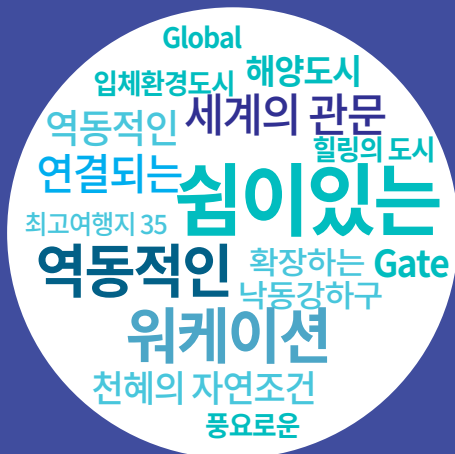 Global
입체환경도시 해양도시
역동적인 세계의 관문
힐링의 도시
연결되는
쉼이있는
최고여행지 35
역동적인 확장하는 Gate
낙동강하구
워케이션
천혜의 자연조건
풍요로운